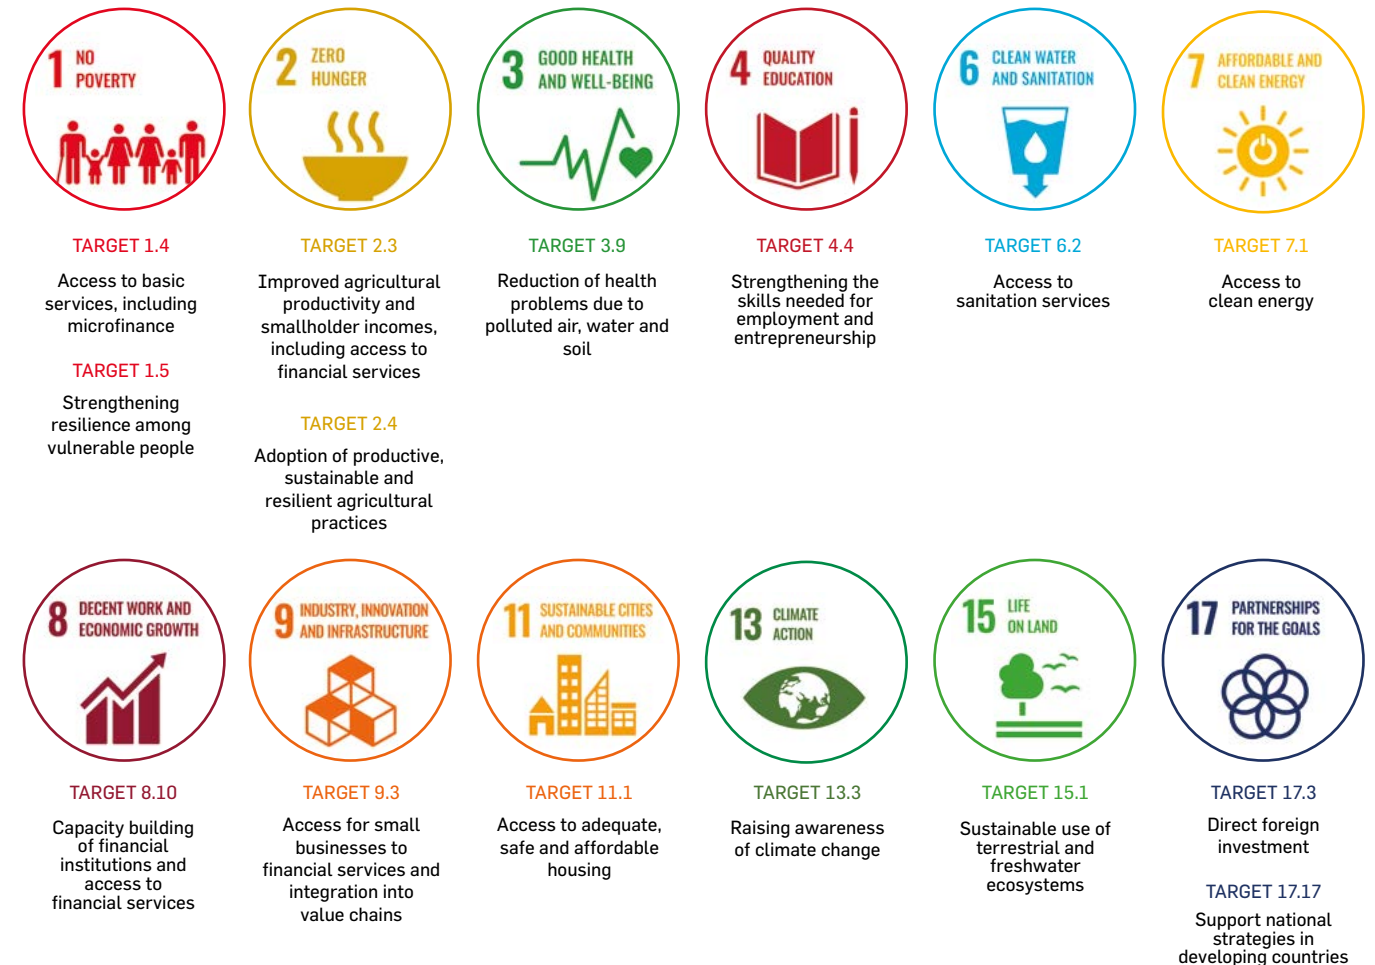 1 NO
POVERTY
TARGET 1.4
Access to basic
services, including
microfinance
TARGET 1.5
Strengthening
resilience among
vulnerable people
2 ZERO
HUNGER
TARGET 2.3
Improved agricultural
productivity and
smallholder incomes,
including access to
financial services
TARGET 2.4
Adoption of productive,
sustainable and
resilient agricultural
practices
3 GOOD HEALTH
AND WELL-BEING
TARGET 3.9
Reduction of health
problems due to
polluted air, water and
soil
4 QUALITY
EDUCATION
TARGET 4.4
Strengthening the
skills needed for
employment and
entrepreneurship
6 CLEAN WATER
AND SANITATION
TARGET 6.2
Access to
sanitation services
7 AFFORDABLE AND
CLEAN ENERGY
TARGET 7.1
Access to
clean energy
8 DECENT WORK AND
ECONOMIC GROWTH
TARGET 8.10
Capacity building
of financial
institutions and
access to
financial services
9 INDUSTRY, INNOVATION
AND INFRASTRUCTURE
TARGET 9.3
Access for small
businesses to
financial services and
integration into
value chains
11 SUSTAINABLE CITIES
AND COMMUNITIES
TARGET 11.1
Access to adequate,
safe and affordable
housing
13 CLIMATE
ACTION
TARGET 13.3
Raising awareness
of climate change
15 LIFE
ON LAND
TARGET 15.1
Sustainable use of
terrestrial and
freshwater
ecosystems
17 PARTNERSHIPS
FOR THE GOALS
TARGET 17.3
Direct foreign
investment
TARGET 17.17
Support national
strategies in
developing countries